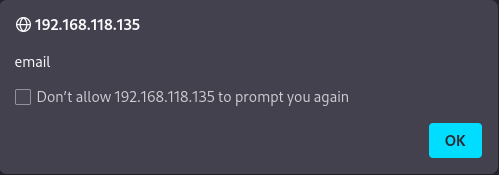 192.168.118.135
email
Don't allow 192.168.118.135 to prompt you again
OK